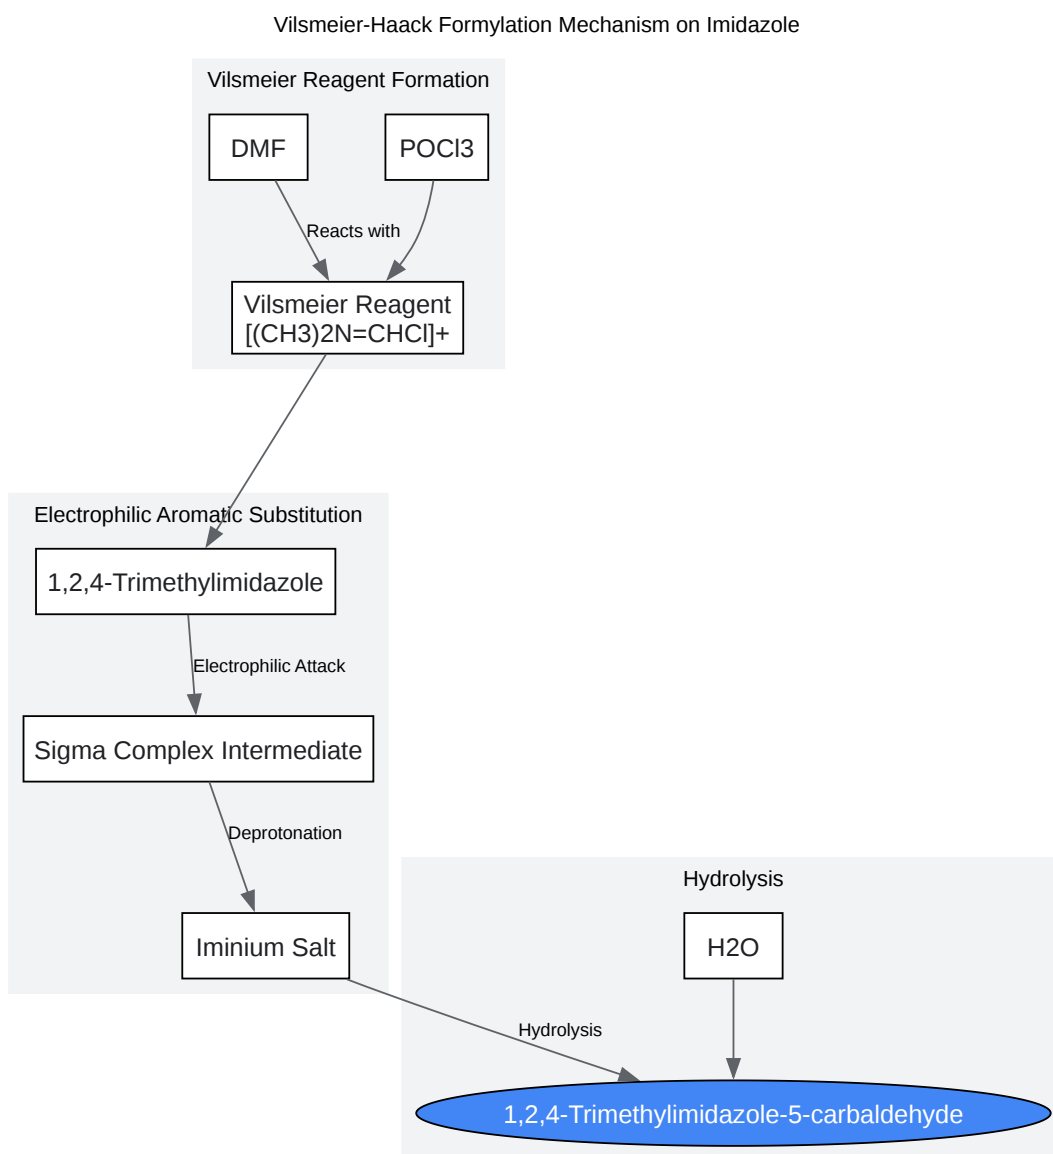 Vilsmeier-Haack Formylation Mechanism on Imidazole
Vilsmeier Reagent Formation
DMF
POCl3
Reacts with
Vilsmeier Reagent
[(CH3)2N=CHCl]+
Electrophilic Aromatic Substitution
1,2,4-Trimethylimidazole
Electrophilic Attack
Sigma Complex Intermediate
Deprotonation
Iminium Salt
Hydrolysis
H2O
Hydrolysis
1,2,4-Trimethylimidazole-5-carbaldehyde